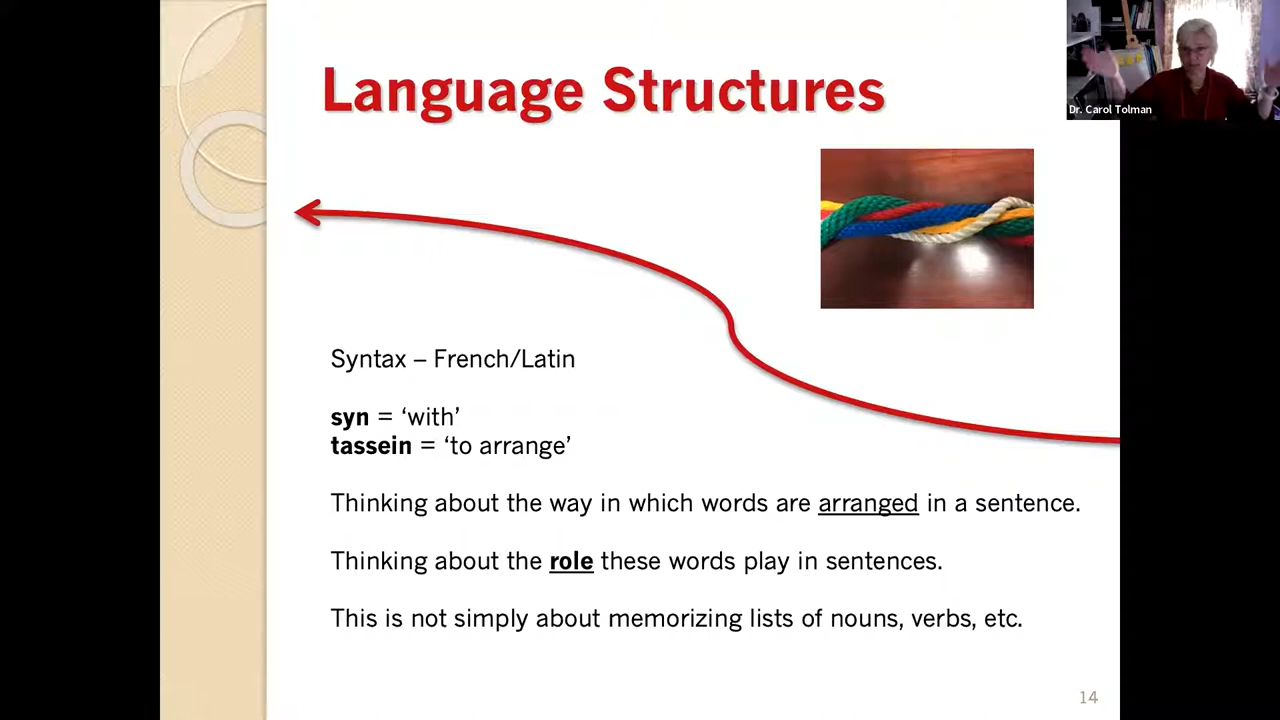 Language Structures
Dr. Carol Tolman
Syntax – French/Latin
syn = ‘with’
tassein = ‘to arrange’
Thinking about the way in which words are arranged in a sentence.
Thinking about the role these words play in sentences.
This is not simply about memorizing lists of nouns, verbs, etc.
14